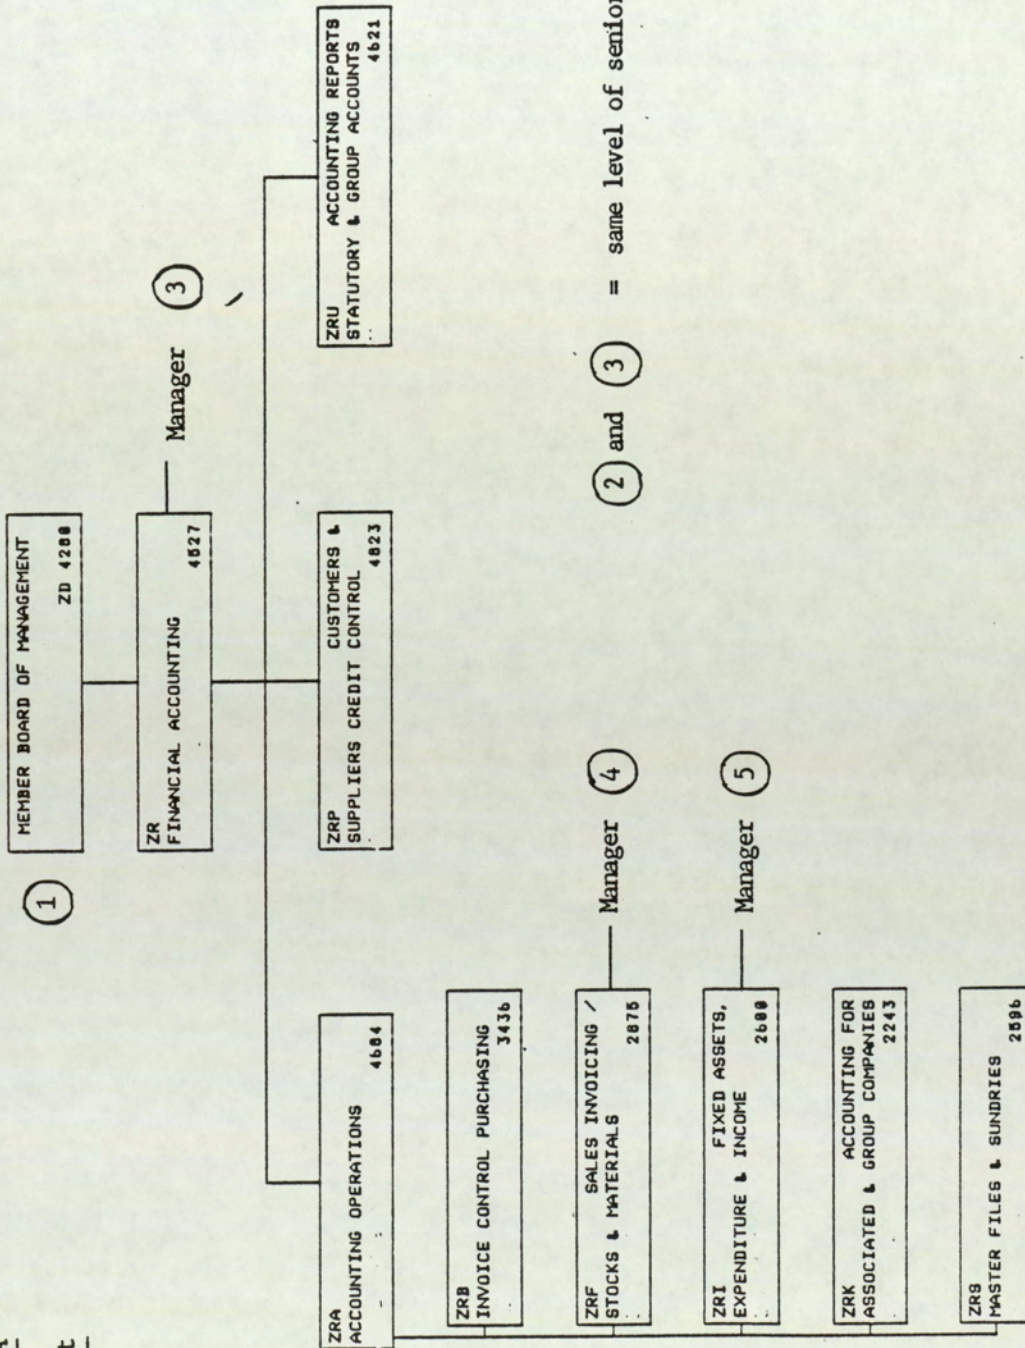 1
MEMBER BOARD OF MANAGEMENT
ZD 4288
ZR
FINANCIAL ACCOUNTING
4827
Manager 3
ZRA
ACCOUNTING OPERATIONS
4684
ZRP CUSTOMERS &
SUPPLIERS CREDIT CONTROL
4823
ZRU ACCOUNTING REPORTS
STATUTORY & GROUP ACCOUNTS
4621
ZRB
INVOICE CONTROL PURCHASING
3436
ZRF SALES INVOICING /
STOCKS & MATERIALS
2875
Manager 4
2 and 3 = same level of senior
ZRI FIXED ASSETS,
EXPENDITURE & INCOME
2688
Manager 5
ZRK ACCOUNTING FOR
ASSOCIATED & GROUP COMPANIES
2243
ZRS
MASTER FILES & SUNDRIES
2596